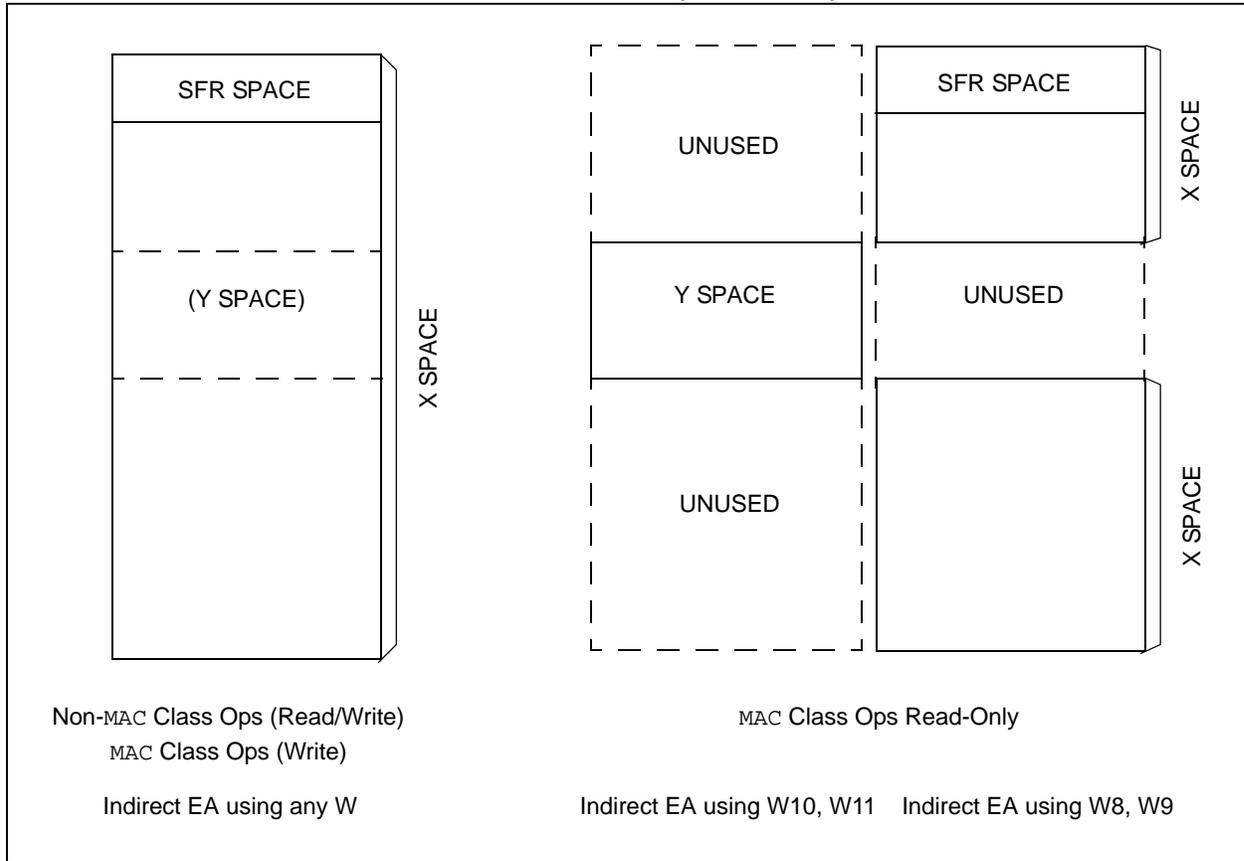 SFR SPACE
(Y SPACE)
X SPACE
Non-MAC Class Ops (Read/Write)
MAC Class Ops (Write)
Indirect EA using any W
UNUSED
Y SPACE
UNUSED
SFR SPACE
X SPACE
UNUSED
X SPACE
MAC Class Ops Read-Only
Indirect EA using W10, W11
Indirect EA using W8, W9